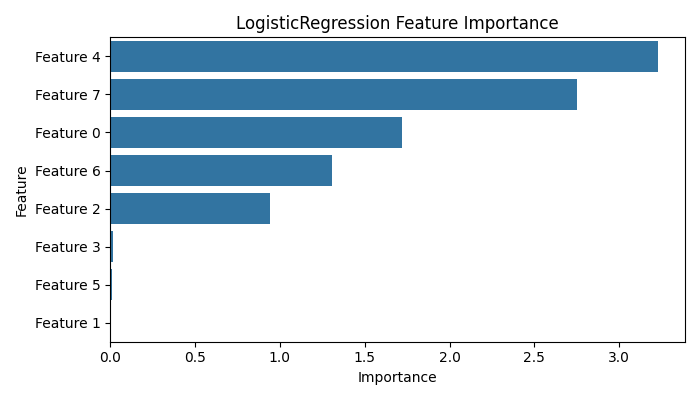 LogisticRegression Feature Importance
Feature 4
Feature 7
Feature 0
Feature 6
Feature 2
Feature 3
Feature 5
Feature 1
Feature
0.0 0.5 1.0 1.5 2.0 2.5 3.0
Importance